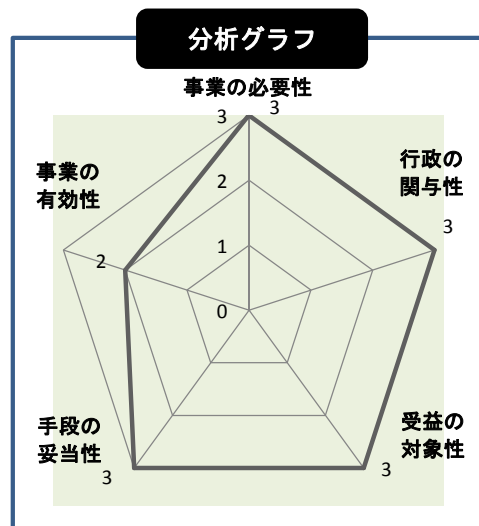 分析グラフ
事業の必要性
3
3
行政の
関与性
3
事業の
有効性
2
2
1
0
手段の
妥当性
3
受益の
対象性
3